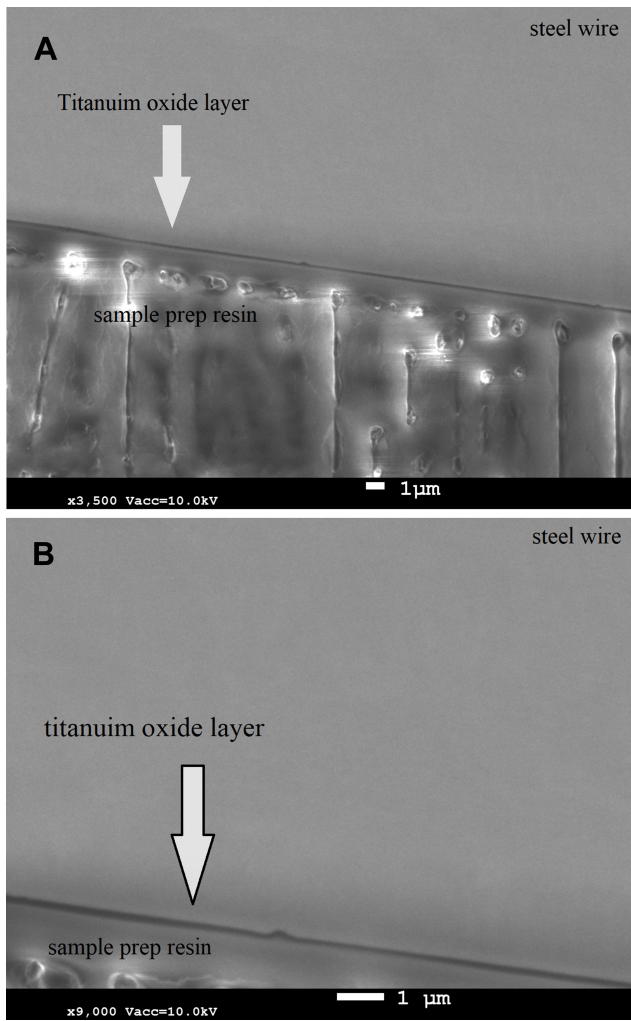 A
steel wire
Titanuim oxide layer
sample prep resin
x3,500 Vacc=10.0kV 1µm
B
steel wire
titanuim oxide layer
sample prep resin
x9,000 Vacc=10.0kV 1 µm